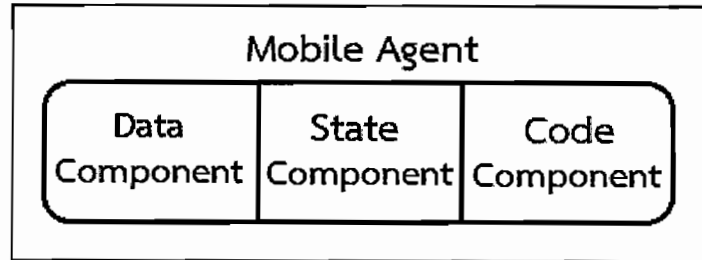 Mobile Agent
Data Component
State Component
Code Component